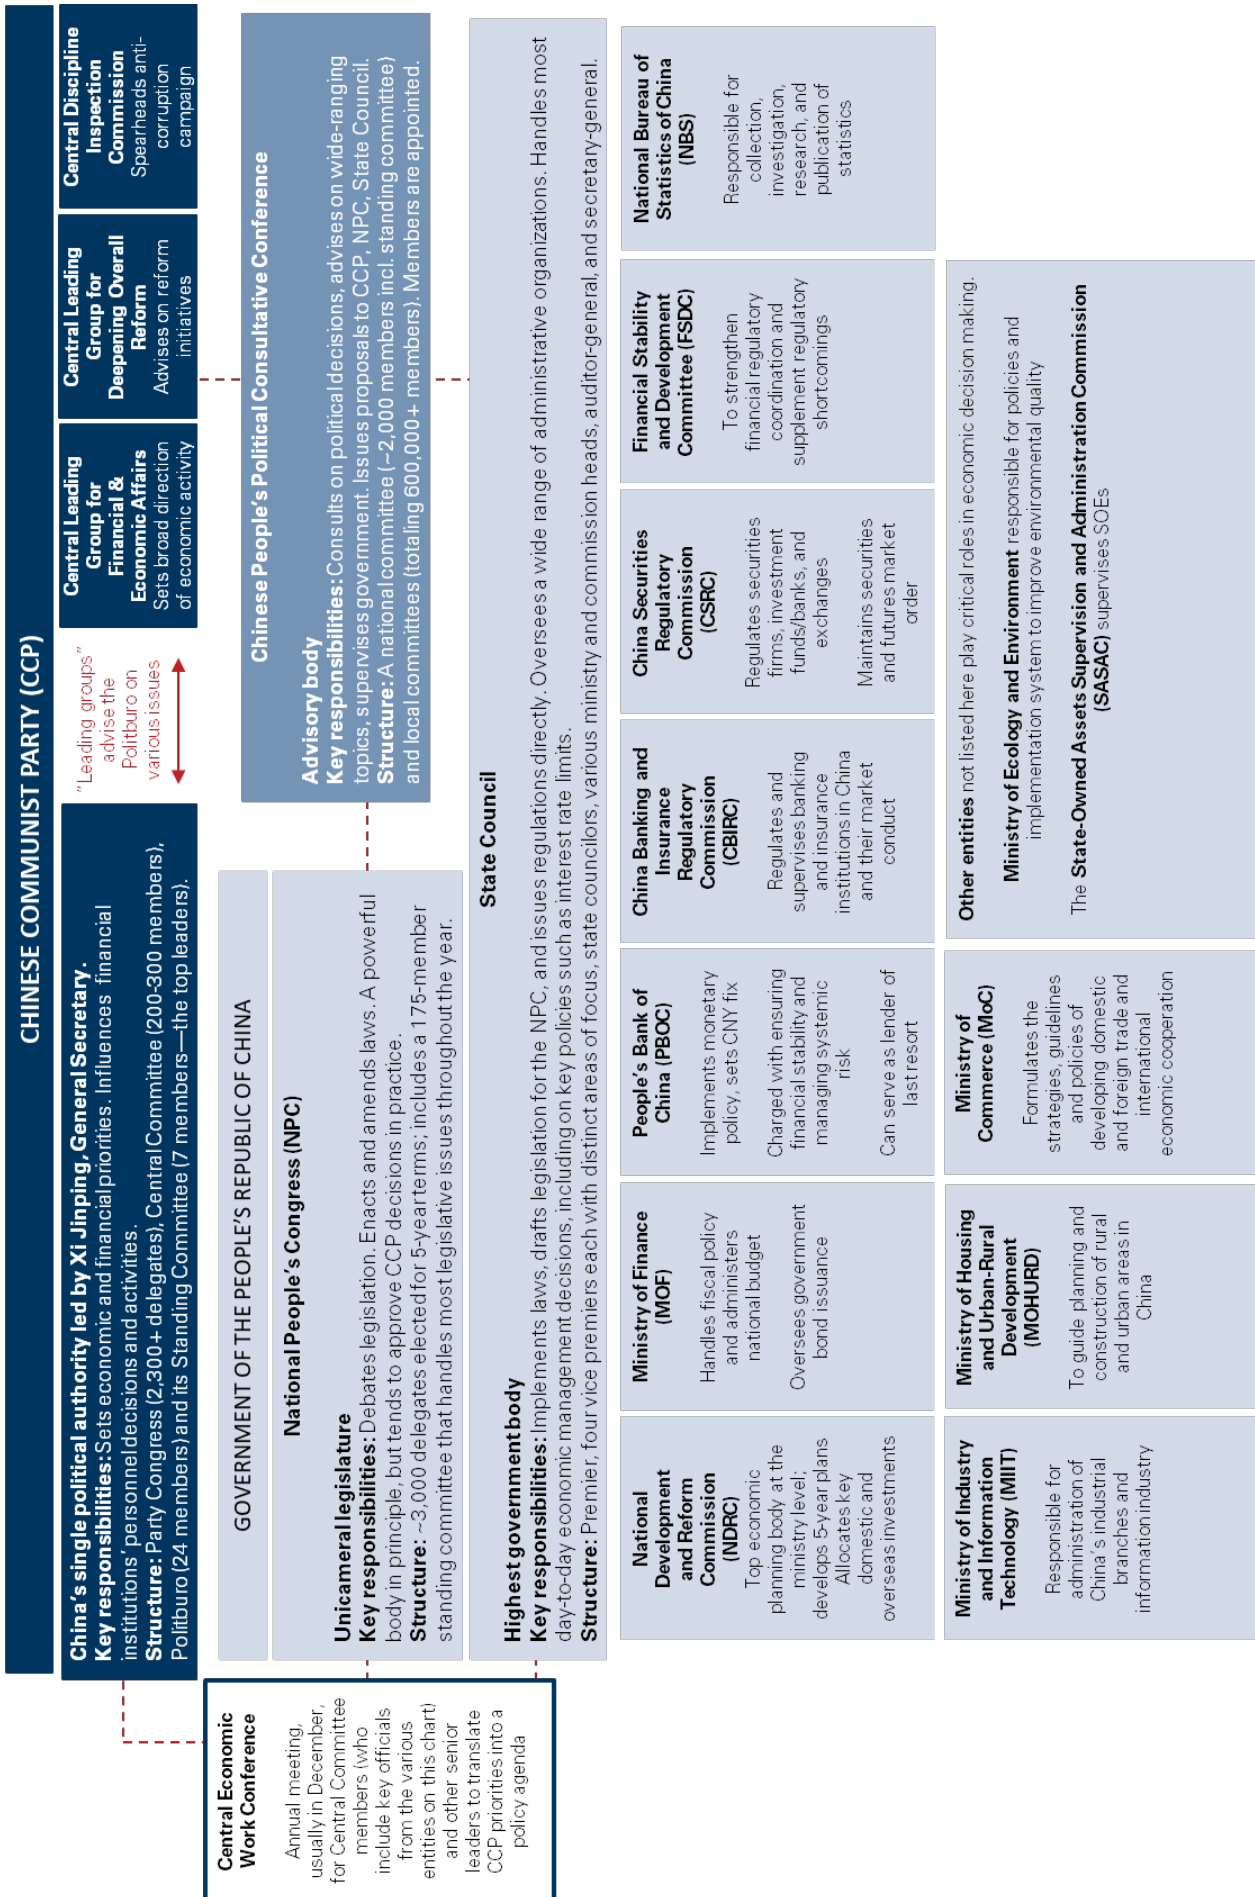 CHINESE COMMUNIST PARTY (CCP)
China's single political authority led by Xi Jinping, General Secretary.
Key responsibilities: Sets economic and financial priorities. Influences financial
institutions' personnel decisions and activities.
Structure: Party Congress (2,300+ delegates), Central Committee (200-300 members),
Politburo (24 members) and its Standing Committee (7 members—the top leaders).
"Leading groups"
advise the
Politburo on
various issues
Central Leading
Group for
Financial &
Economic Affairs
Sets broad direction
of economic activity
Central Leading
Group for
Deepening Overall
Reform
Advises on reform
initiatives
Central Discipline
Inspection
Commission
Spearheads anti-
corruption
campaign
Central Economic
Work Conference
Annual meeting,
usually in December,
for Central Committee
members (who
include key officials
from the various
entities on this chart)
and other senior
leaders to translate
CCP priorities into a
policy agenda
GOVERNMENT OF THE PEOPLE'S REPUBLIC OF CHINA
National People's Congress (NPC)
Unicameral legislature
Key responsibilities: Debates legislation. Enacts and amends laws. A powerful
body in principle, but tends to approve CCP decisions in practice.
Structure: ~3,000 delegates elected for 5-year terms; includes a 175-member
standing committee that handles most legislative issues throughout the year.
Chinese People's Political Consultative Conference
Advisory body
Key responsibilities: Consults on political decisions, advises on wide-ranging
topics, supervises government. Issues proposals to CCP, NPC, State Council.
Structure: A national committee (~2,000 members incl. standing committee)
and local committees (totaling 600,000+ members). Members are appointed.
State Council
Highest government body
Key responsibilities: Implements laws, drafts legislation for the NPC, and issues regulations directly. Oversees a wide range of administrative organizations. Handles most
day-to-day economic management decisions, including on key policies such as interest rate limits.
Structure: Premier, four vice premiers each with distinct areas of focus, state councilors, various ministry and commission heads, auditor-general, and secretary-general.
National
Development
and Reform
Commission
(NDRC)
Top economic
planning body at the
ministry level;
develops 5-year plans
Allocates key
domestic and
overseas investments
Ministry of Finance
(MOF)
Handles fiscal policy
and administers
national budget
Oversees government
bond issuance
People's Bank of
China (PBOC)
Implements monetary
policy, sets CNY fix
Charged with ensuring
financial stability and
managing systemic
risk
Can serve as lender of
last resort
China Banking and
Insurance
Regulatory
Commission
(CBIRC)
Regulates and
supervises banking
and insurance
institutions in China
and their market
conduct
China Securities
Regulatory
Commission
(CSRC)
Regulates securities
firms, investment
funds/banks, and
exchanges
Maintains securities
and futures market
order
Financial Stability
and Development
Committee (FSDC)
To strengthen
financial regulatory
coordination and
supplement regulatory
shortcomings
National Bureau of
Statistics of China
(NBS)
Responsible for
collection,
investigation,
research, and
publication of
statistics
Ministry of Industry
and Information
Technology (MIIT)
Responsible for
administration of
China's industrial
branches and
information industry
Ministry of Housing
and Urban-Rural
Development
(MOHURD)
To guide planning and
construction of rural
and urban areas in
China
Ministry of
Commerce (MoC)
Formulates the
strategies, guidelines
and policies of
developing domestic
and foreign trade and
international
economic cooperation
Other entities not listed here play critical roles in economic decision making.
Ministry of Ecology and Environment responsible for policies and
implementation system to improve environmental quality
The State-Owned Assets Supervision and Administration Commission
(SASAC) supervises SOEs